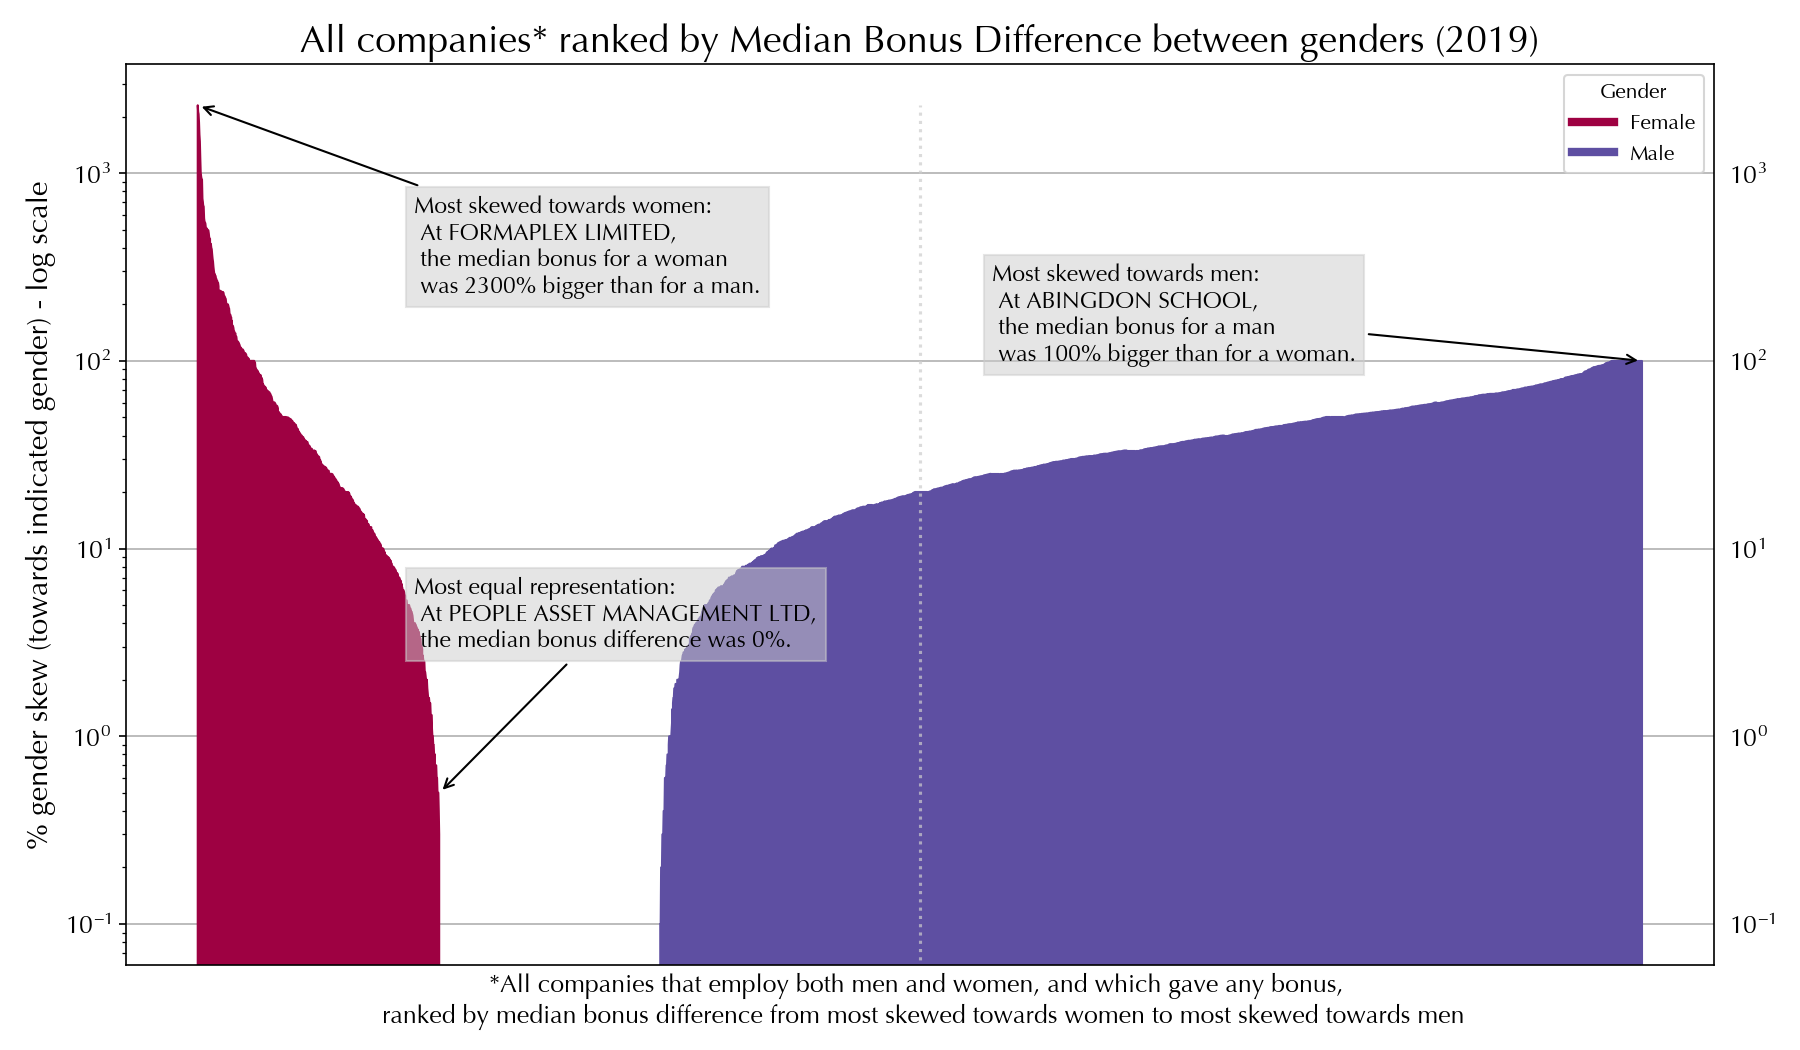 All companies* ranked by Median Bonus Difference between genders (2019)
Gender
Female
Male
% gender skew (towards indicated gender) - log scale
10³
10²
10¹
10⁰
10⁻¹
10³
10²
10¹
10⁰
10⁻¹
Most skewed towards women:
At FORMAPLEX LIMITED,
the median bonus for a woman
was 2300% bigger than for a man.
Most skewed towards men:
At ABINGDON SCHOOL,
the median bonus for a man
was 100% bigger than for a woman.
Most equal representation:
At PEOPLE ASSET MANAGEMENT LTD,
the median bonus difference was 0%.
*All companies that employ both men and women, and which gave any bonus,
ranked by median bonus difference from most skewed towards women to most skewed towards men